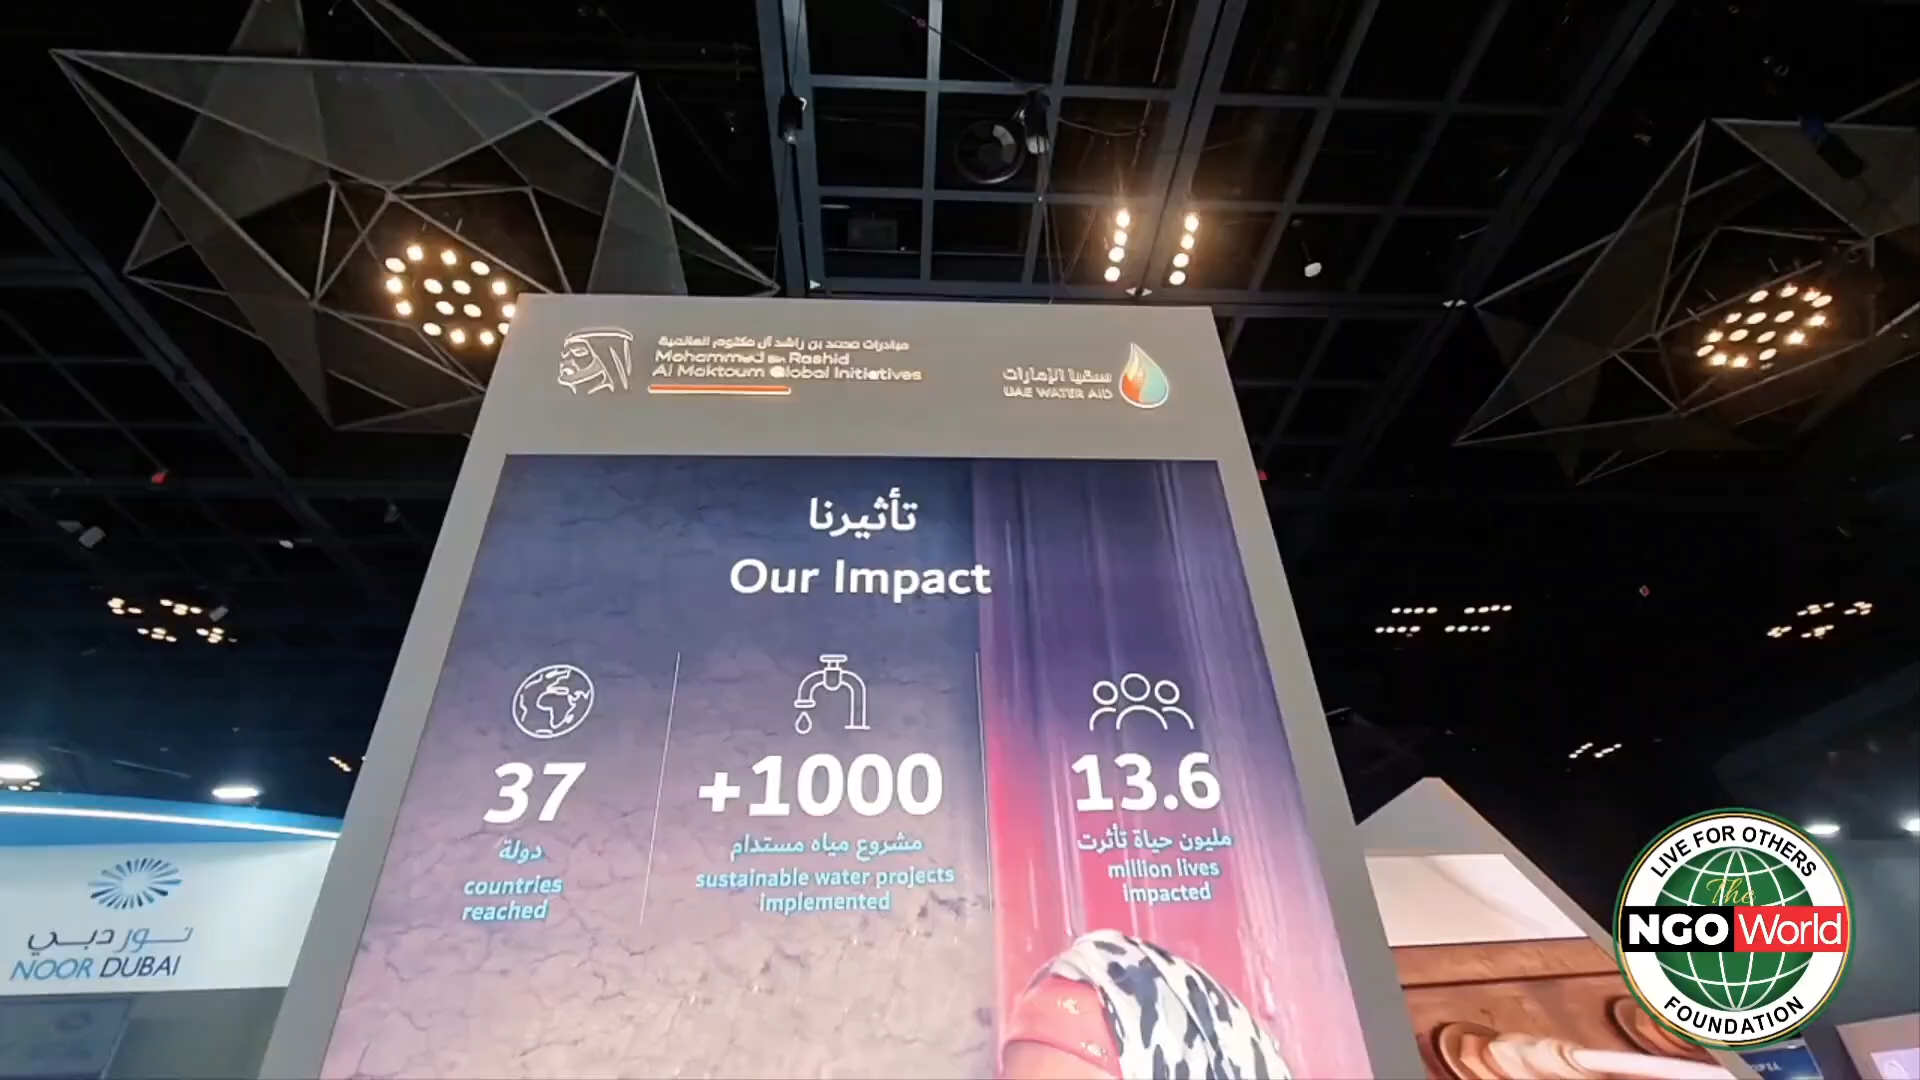 مبادرات محمد بن راشد آل مكتوم العالمية
Mohammed Bin Rashid
Al Maktoum Global Initiatives
سقيا الإمارات
UAE WATER AID
تأثيرنا
Our Impact
37
دولة
countries
reached
+1000
مشروع مياه مستدام
sustainable water projects
implemented
13.6
مليون حياة تأثرت
million lives
impacted
نور دبي
NOOR DUBAI
LIVE FOR OTHERS
The
NGO World
FOUNDATION